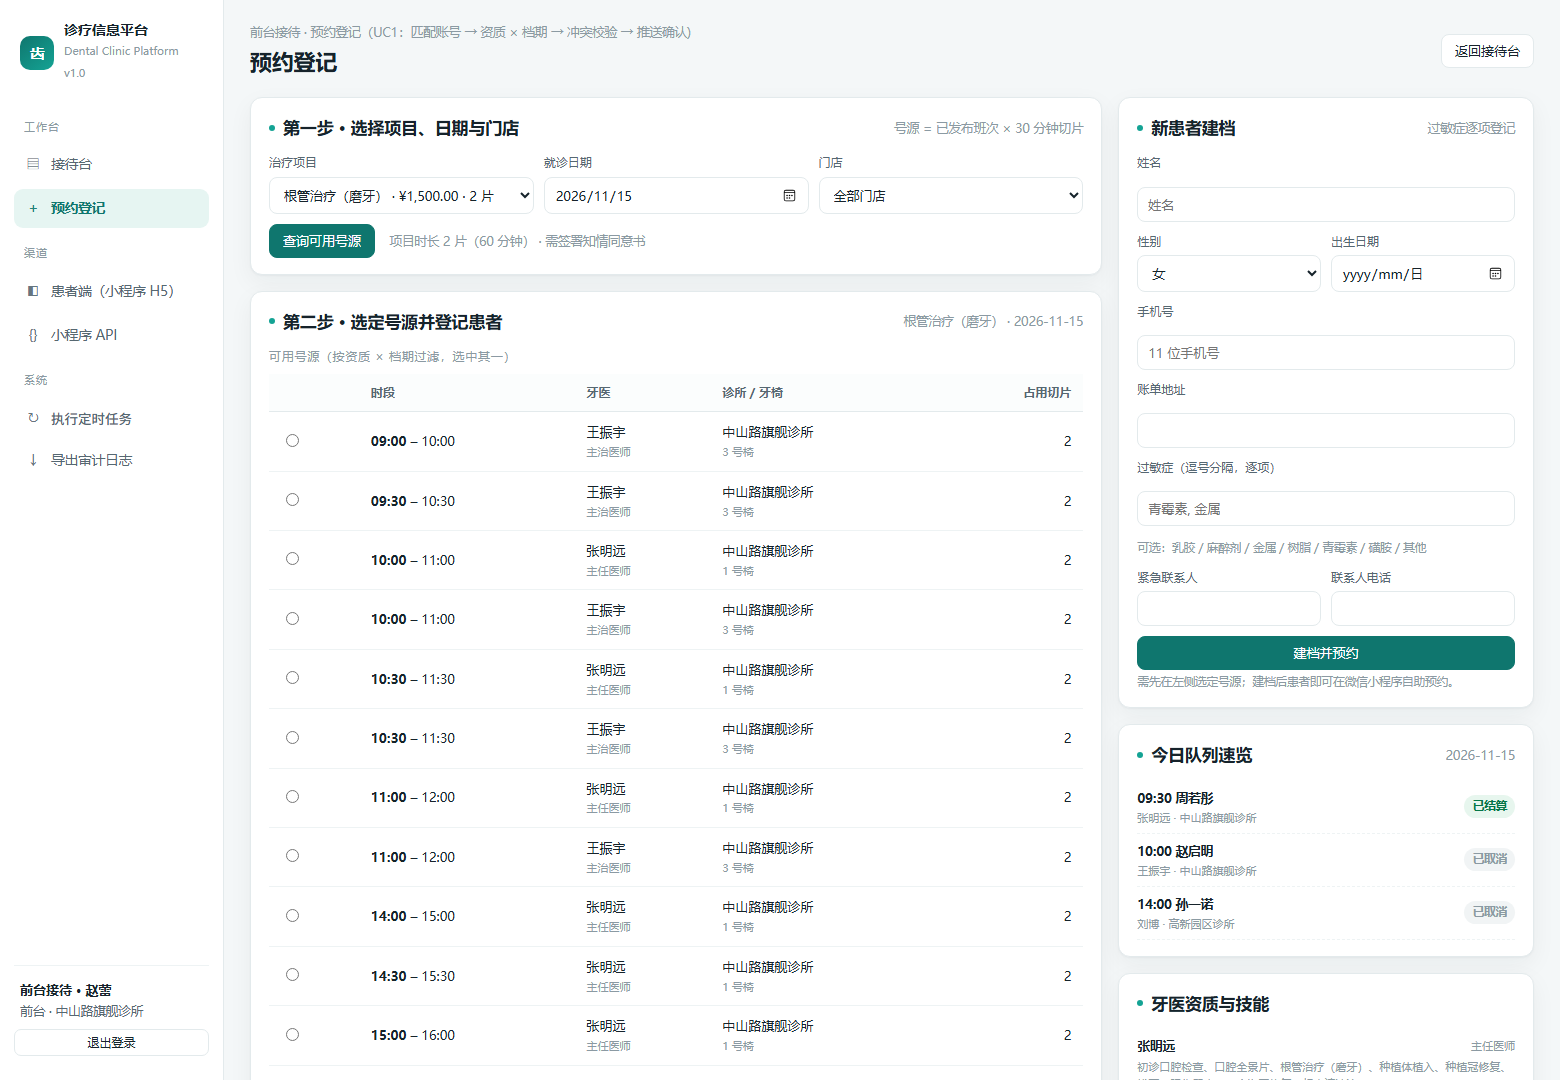 齿
诊疗信息平台
Dental Clinic Platform
v1.0
工作台
接待台
+ 预约登记
渠道
患者端（小程序 H5）
{} 小程序 API
系统
↻ 执行定时任务
↓ 导出审计日志
前台接待 • 赵蕾
前台 · 中山路旗舰诊所
退出登录
前台接待 · 预约登记（UC1：匹配账号 → 资质 × 档期 → 冲突校验 → 推送确认）
预约登记
返回接待台
第一步 • 选择项目、日期与门店
号源 = 已发布班次 × 30 分钟切片
治疗项目 就诊日期 门店
根管治疗（磨牙） · ¥1,500.00 · 2 片 2026/11/15 全部门店
查询可用号源 项目时长 2 片（60 分钟） · 需签署知情同意书
第二步 • 选定号源并登记患者
根管治疗（磨牙） · 2026-11-15
可用号源（按资质 × 档期过滤，选中其一）
时段 牙医 诊所 / 牙椅 占用切片
09:00 – 10:00 王振宇 中山路旗舰诊所 2
主治医师 3 号椅
09:30 – 10:30 王振宇 中山路旗舰诊所 2
主治医师 3 号椅
10:00 – 11:00 张明远 中山路旗舰诊所 2
主任医师 1 号椅
10:00 – 11:00 王振宇 中山路旗舰诊所 2
主治医师 3 号椅
10:30 – 11:30 张明远 中山路旗舰诊所 2
主任医师 1 号椅
10:30 – 11:30 王振宇 中山路旗舰诊所 2
主治医师 3 号椅
11:00 – 12:00 张明远 中山路旗舰诊所 2
主任医师 1 号椅
11:00 – 12:00 王振宇 中山路旗舰诊所 2
主治医师 3 号椅
14:00 – 15:00 张明远 中山路旗舰诊所 2
主任医师 1 号椅
14:30 – 15:30 张明远 中山路旗舰诊所 2
主任医师 1 号椅
15:00 – 16:00 张明远 中山路旗舰诊所 2
主任医师 1 号椅
新患者建档
过敏症逐项登记
姓名
姓名
性别 出生日期
女 yyyy/mm/日
手机号
11 位手机号
账单地址
过敏症（逗号分隔，逐项）
青霉素, 金属
可选：乳胶 / 麻醉剂 / 金属 / 树脂 / 青霉素 / 磺胺 / 其他
紧急联系人 联系人电话
建档并预约
需先在左侧选定号源；建档后患者即可在微信小程序自助预约。
今日队列速览
2026-11-15
09:30 周若彤 已结算
张明远 · 中山路旗舰诊所
10:00 赵启明 已取消
王振宇 · 中山路旗舰诊所
14:00 孙一诺 已取消
刘博 · 高新园区诊所
牙医资质与技能
张明远 主任医师
初诊口腔检查、口腔全景片、根管治疗（磨牙）、种植体植入、种植冠修复、